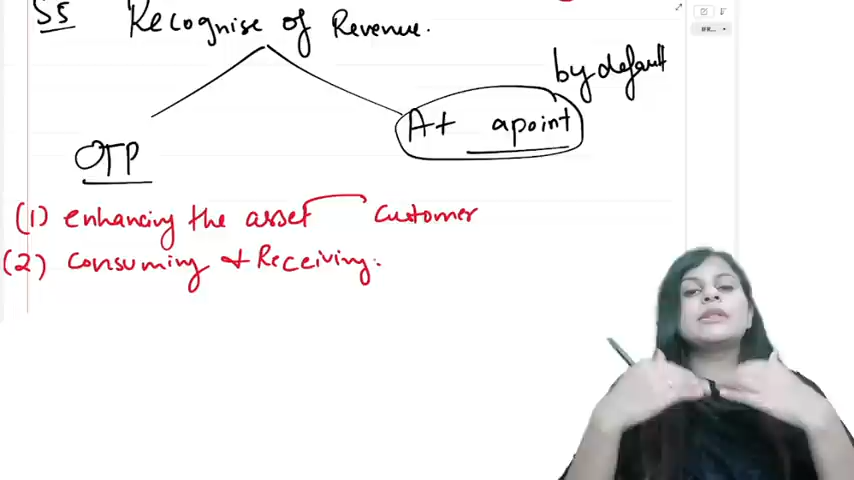 S5 Recognise of Revenue.
by default
At apoint
OTP
(1) enhancing the asset customer
(2) consuming & Receiving.